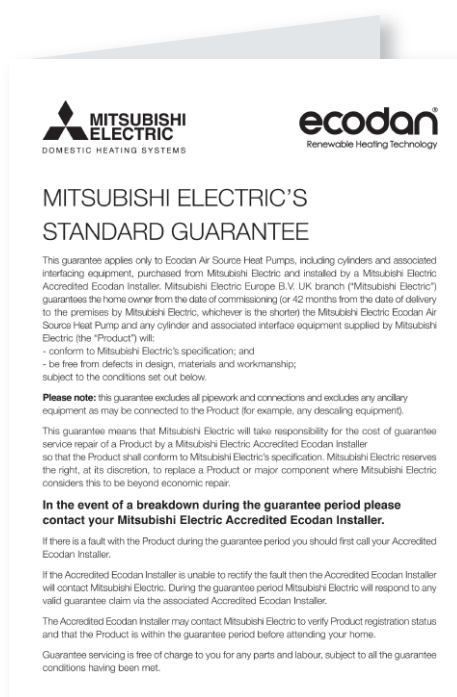 MITSUBISHI
ELECTRIC
DOMESTIC HEATING SYSTEMS
ecodan®
Renewable Heating Technology
MITSUBISHI ELECTRIC'S
STANDARD GUARANTEE
This guarantee applies only to Ecodan Air Source Heat Pumps, including cylinders and associated
interfacing equipment, purchased from Mitsubishi Electric and installed by a Mitsubishi Electric
Accredited Ecodan Installer. Mitsubishi Electric Europe B.V. UK branch ("Mitsubishi Electric")
guarantees the home owner from the date of commissioning (or 42 months from the date of delivery
to the premises by Mitsubishi Electric, whichever is the shorter) the Mitsubishi Electric Ecodan Air
Source Heat Pump and any cylinder and associated interface equipment supplied by Mitsubishi
Electric (the "Product") will:
- conform to Mitsubishi Electric's specification; and
- be free from defects in design, materials and workmanship;
subject to the conditions set out below.
Please note: this guarantee excludes all pipework and connections and excludes any ancillary
equipment as may be connected to the Product (for example, any descaling equipment).
This guarantee means that Mitsubishi Electric will take responsibility for the cost of guarantee
service repair of a Product by a Mitsubishi Electric Accredited Ecodan Installer
so that the Product shall conform to Mitsubishi Electric's specification. Mitsubishi Electric reserves
the right, at its discretion, to replace a Product or major component where Mitsubishi Electric
considers this to be beyond economic repair.
In the event of a breakdown during the guarantee period please
contact your Mitsubishi Electric Accredited Ecodan Installer.
If there is a fault with the Product during the guarantee period you should first call your Accredited
Ecodan Installer.
If the Accredited Ecodan Installer is unable to rectify the fault then the Accredited Ecodan Installer
will contact Mitsubishi Electric. During the guarantee period Mitsubishi Electric will respond to any
valid guarantee claim via the associated Accredited Ecodan Installer.
The Accredited Ecodan Installer may contact Mitsubishi Electric to verify Product registration status
and that the Product is within the guarantee period before attending your home.
Guarantee servicing is free of charge to you for any parts and labour, subject to all the guarantee
conditions having been met.